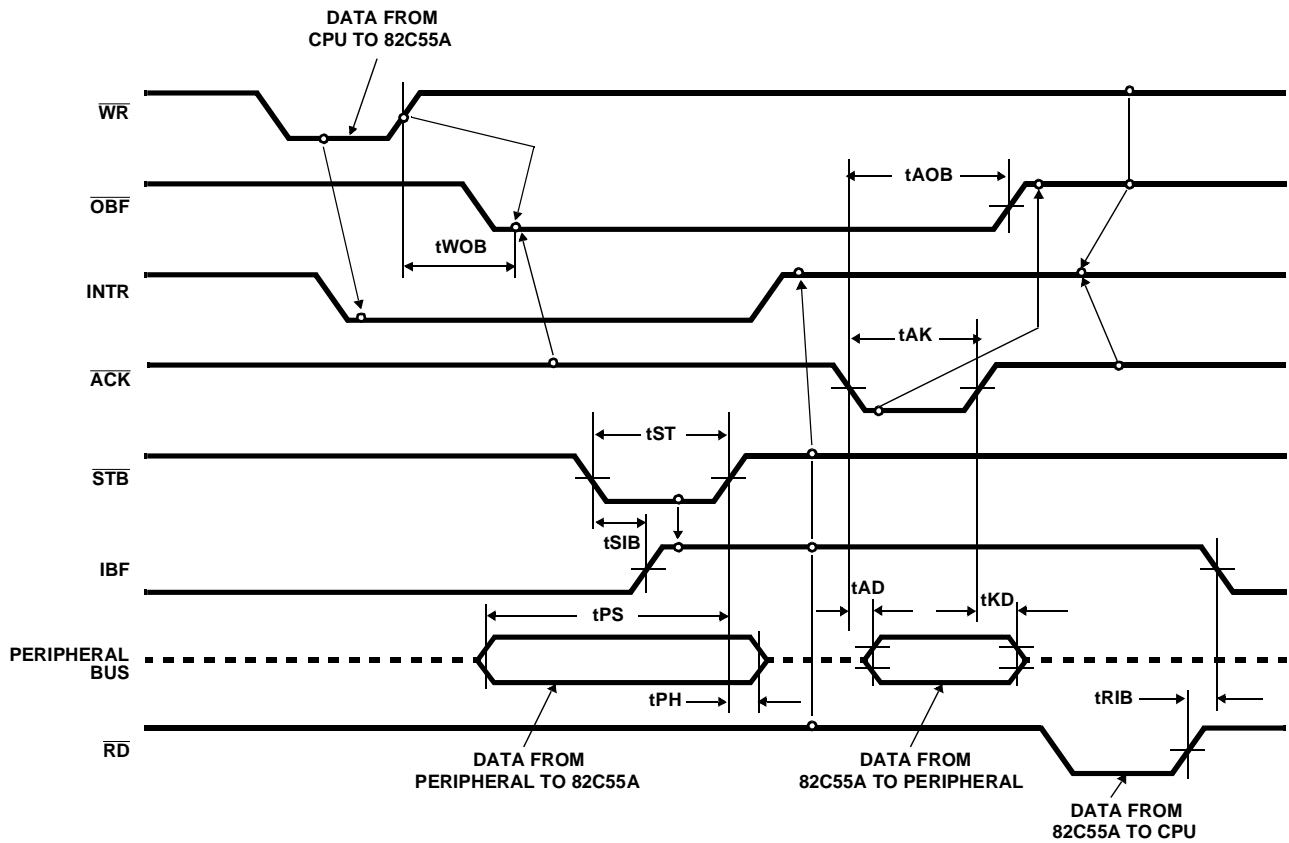 DATA FROM
CPU TO 82C55A
WR
OBF
tAOB
tWOB
INTR
tAK
ACK
tST
STB
tSIB
IBF
tAD
tKD
tPS
PERIPHERAL
BUS
tPH
tRIB
RD
DATA FROM
PERIPHERAL TO 82C55A
DATA FROM
82C55A TO PERIPHERAL
DATA FROM
82C55A TO CPU